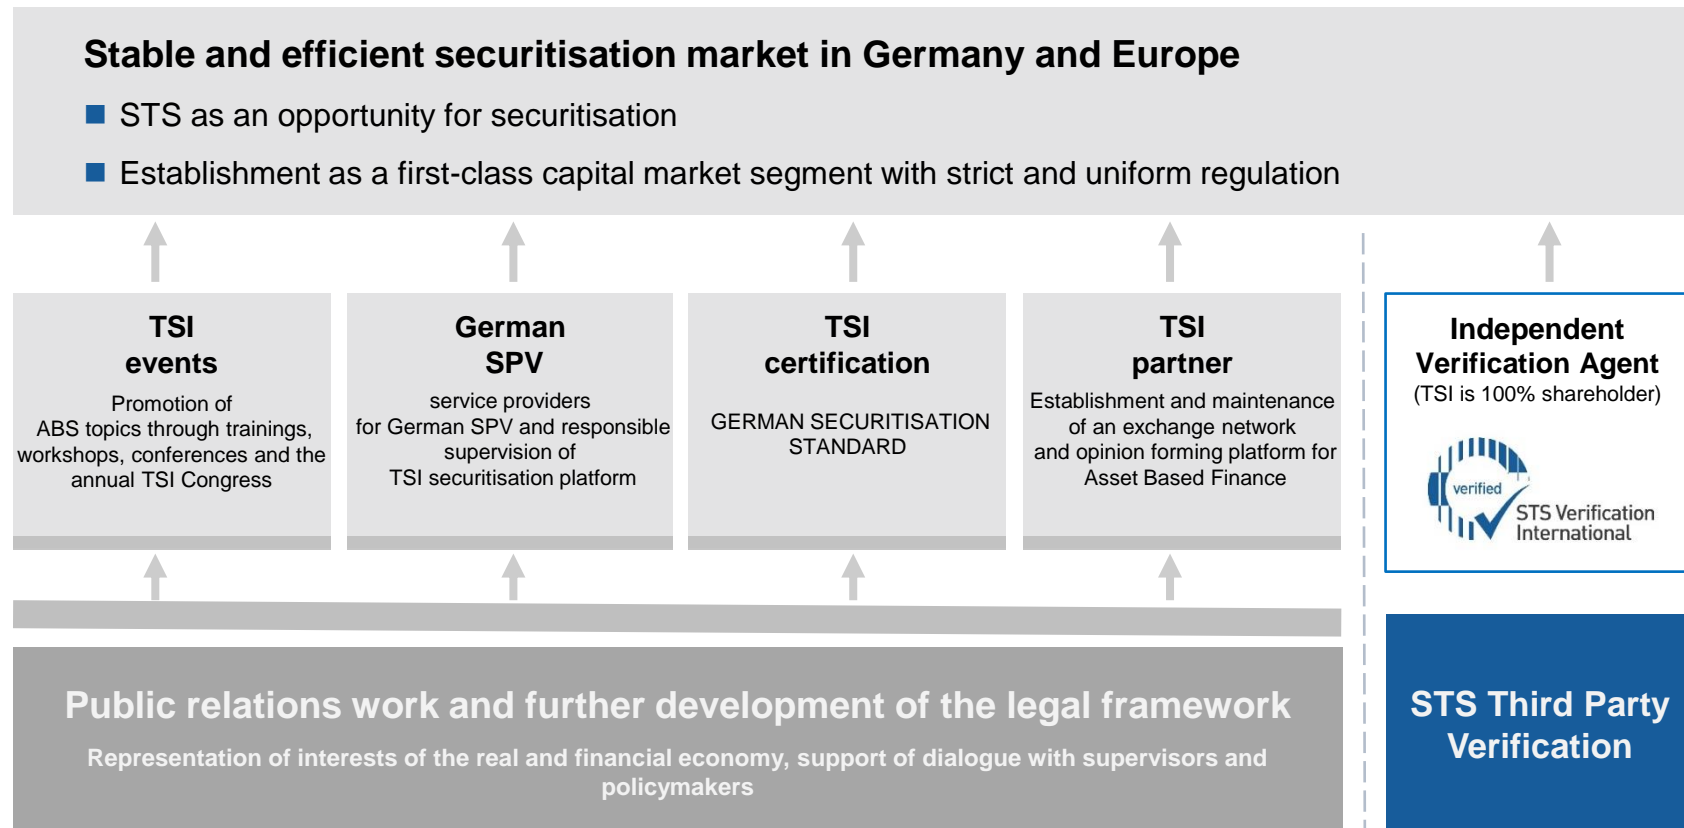 Stable and efficient securitisation market in Germany and Europe
STS as an opportunity for securitisation
Establishment as a first-class capital market segment with strict and uniform regulation
TSI
events
Promotion of
ABS topics through trainings,
workshops, conferences and the
annual TSI Congress
German
SPV
service providers
for German SPV and responsible
supervision of
TSI securitisation platform
TSI
certification
GERMAN SECURITISATION
STANDARD
TSI
partner
Establishment and maintenance
of an exchange network
and opinion forming platform for
Asset Based Finance
Independent
Verification Agent
(TSI is 100% shareholder)
verified
STS Verification
International
Public relations work and further development of the legal framework
Representation of interests of the real and financial economy, support of dialogue with supervisors and
policymakers
STS Third Party
Verification